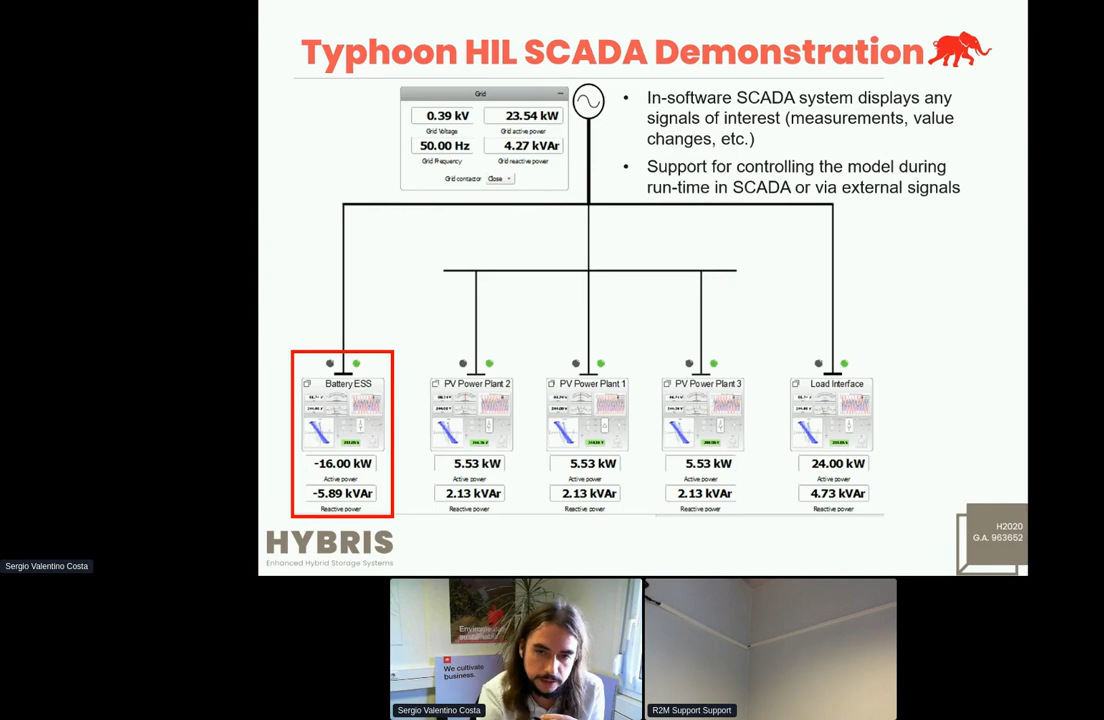 Typhoon HIL SCADA Demonstration
Grid
0.39 kV
23.54 kW
Grid Voltage
Grid active power
50.00 Hz
4.27 kVAr
Grid Frequency
Grid reactive power
Grid contactor Close
• In-software SCADA system displays any
signals of interest (measurements, value
changes, etc.)
• Support for controlling the model during
run-time in SCADA or via external signals
Battery ESS
PV Power Plant 2
PV Power Plant 1
PV Power Plant 3
Load Interface
-16.00 kW
5.53 kW
5.53 kW
5.53 kW
24.00 kW
Active power
Active power
Active power
Active power
Active power
-5.89 kVAr
2.13 kVAr
2.13 kVAr
2.13 kVAr
4.73 kVAr
Reactive power
Reactive power
Reactive power
Reactive power
Reactive power
HYBRIS
Enhanced Hybrid Storage Systems
H2020
G.A. 963652
Sergio Valentino Costa
We cultivate
business.
Sergio Valentino Costa
R2M Support Support